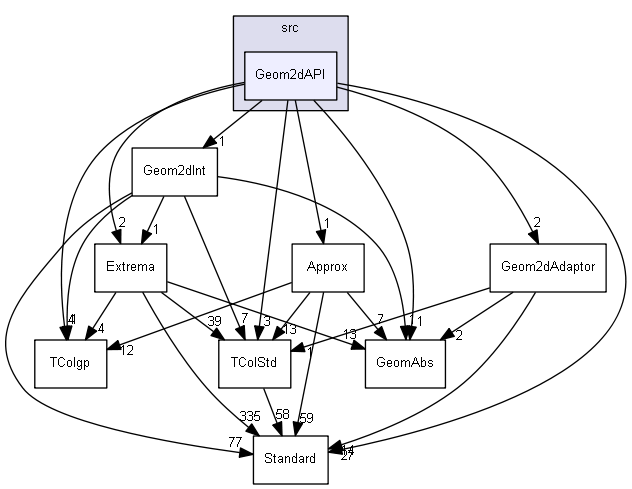 src
Geom2dAPI
1
Geom2dInt
2
1
1
2
Extrema
Approx
Geom2dAdaptor
4
4
12
39
7
3
13
7
13
1
1
2
TColgp
TColStd
GeomAbs
77
335
58
59
27
Standard